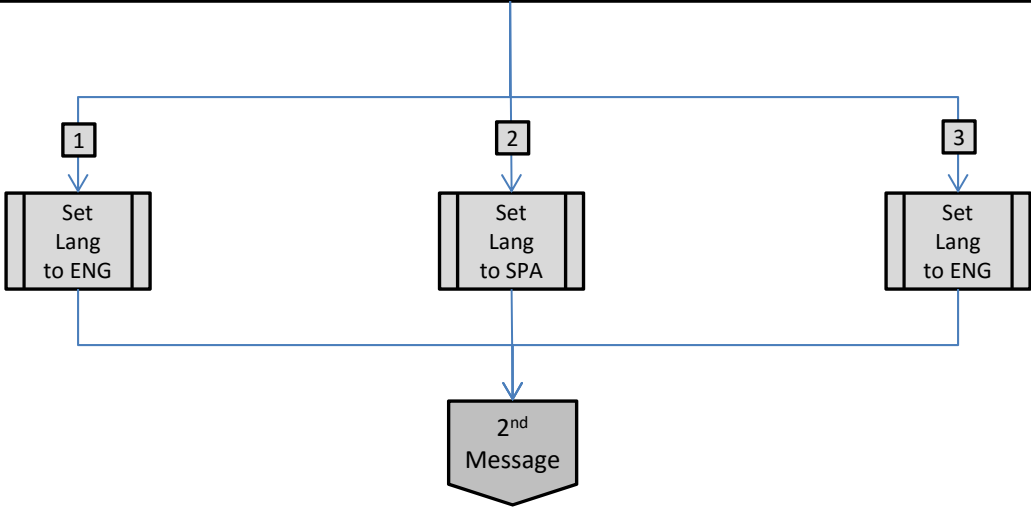 1
2
3
Set
Lang
to ENG
Set
Lang
to SPA
Set
Lang
to ENG
2nd
Message